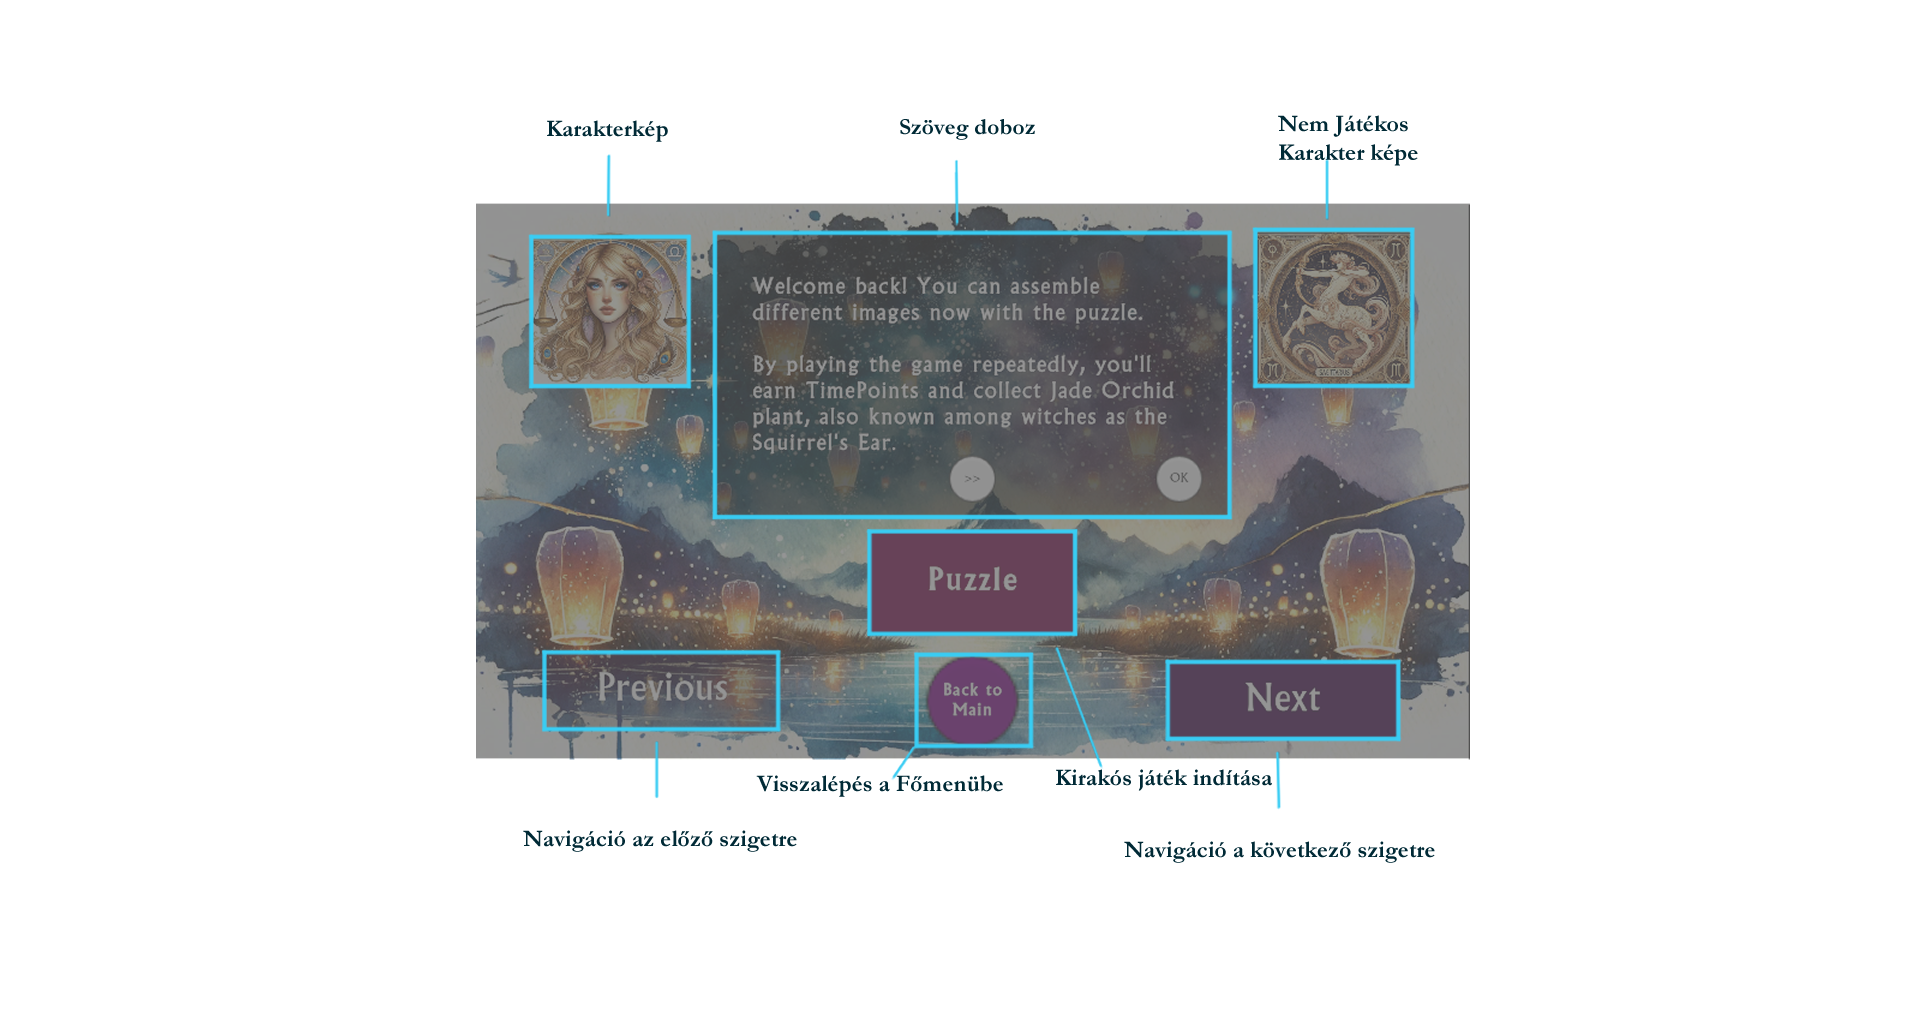 Karakterkép
Szöveg doboz
Nem Játékos
Karakter képe
Welcome back! You can assemble
different images now with the puzzle.
By playing the game repeatedly, you'll
earn TimePoints and collect Jade Orchid
plant, also known among witches as the
Squirrel's Ear.
>>
OK
Puzzle
Previous
Back to
Main
Next
Visszalépés a Főmenübe
Kirakós játék indítása
Navigáció az előző szigetre
Navigáció a következő szigetre